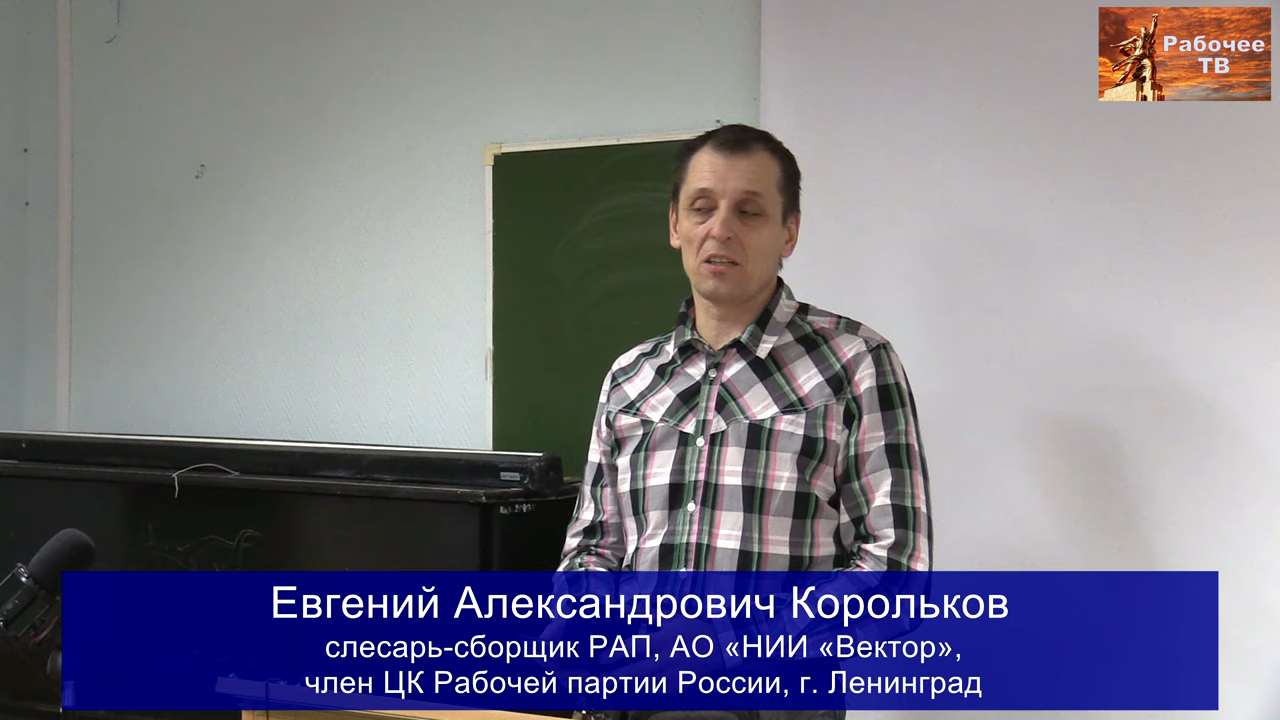 Рабочее
ТВ
Евгений Александрович Корольков
слесарь-сборщик РАП, АО «НИИ «Вектор»,
член ЦК Рабочей партии России, г. Ленинград